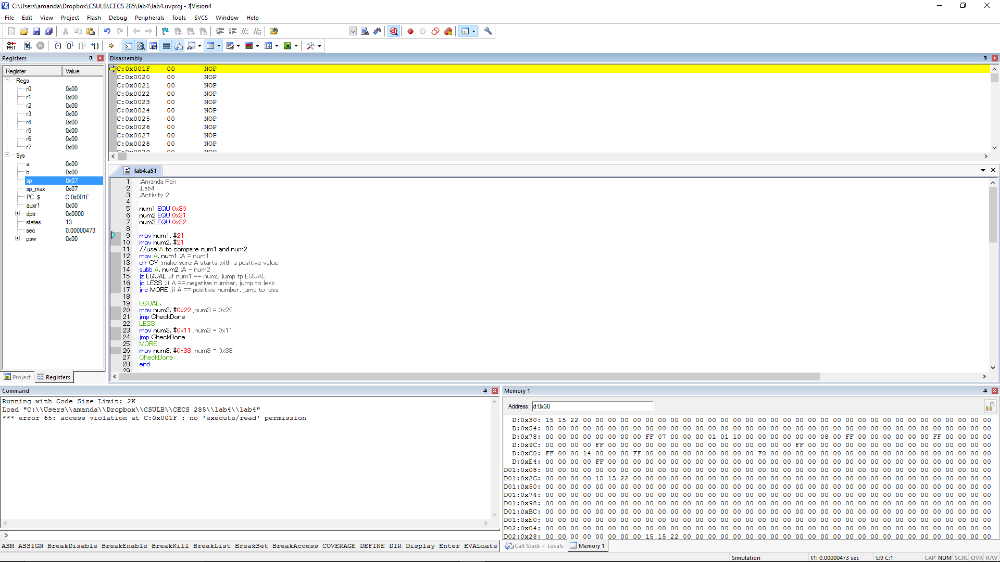 C:\Users\amanda\Dropbox\CSULB\CECS 285\lab4\lab4.uvproj - µVision4
File Edit View Project Flash Debug Peripherals Tools SVCS Window Help
Registers
Register Value
Regs
r0 0x00
r1 0x00
r2 0x00
r3 0x00
r4 0x00
r5 0x00
r6 0x00
r7 0x00
Sys
a 0x00
b 0x00
sp 0x07
sp_max 0x07
PC $ C:0x001F
auxr1 0x00
dptr 0x0000
states 13
sec 0.00000473
psw 0x00
Project Registers
Disassembly
C:0x001F 00 NOP
C:0x0020 00 NOP
C:0x0021 00 NOP
C:0x0022 00 NOP
C:0x0023 00 NOP
C:0x0024 00 NOP
C:0x0025 00 NOP
C:0x0026 00 NOP
C:0x0027 00 NOP
C:0x0028 00 NOP
C:0x0029 00 NOP
lab4.a51
1 ;Amanda Pan
2 ;Lab4
3 ;Activity 2
4
5 num1 EQU 0x30
6 num2 EQU 0x31
7 num3 EQU 0x32
8
9 mov num1, #21
10 mov num2, #21
11 //use A to compare num1 and num2
12 mov A, num1 ;A = num1
13 clr CY ;make sure A starts with a positive value
14 subb A, num2 ;A - num2
15 jz EQUAL ;if num1 == num2 jump tp EQUAL
16 jc LESS ;if A == negative number, jump to less
17 jnc MORE ;if A == positive number, jump to less
18
19 EQUAL:
20 mov num3, #0x22 ;num3 = 0x22
21 jmp CheckDone
22 LESS:
23 mov num3, #0x11 ;num3 = 0x11
24 jmp CheckDone
25 MORE:
26 mov num3, #0x33 ;num3 = 0x33
27 CheckDone:
28 end
29
Command
Running with Code Size Limit: 2K
Load "C:\\Users\\amanda\\Dropbox\\CSULB\\CECS 285\\lab4\\lab4"
*** error 65: access violation at C:0x001F : no 'execute/read' permission
>
ASM ASSIGN BreakDisable BreakEnable BreakKill BreakList BreakSet BreakAccess COVERAGE DEFINE DIR Display Enter EVALuate
Memory 1
Address: d:0x30
D:0x30: 15 15 22 00 00 00 00 00 00 00 00 00 00 00 00 00 00 00 00 00 00 00 00 00 00 00 00 00 00 00 00 00 00 00 00 00
D:0x54: 00 00 00 00 00 00 00 00 00 00 00 00 00 00 00 00 00 00 00 00 00 00 00 00 00 00 00 00 00 00 00 00 00 00 00 00
D:0x78: 00 00 00 00 00 00 00 00 FF 07 00 00 00 01 01 10 00 00 00 00 00 00 08 00 FF 00 00 00 00 00 00 FF 00 00 00 00
D:0x9C: 00 00 00 00 FF 00 00 00 00 00 00 00 00 00 00 00 00 00 00 00 FF 00 00 00 00 00 00 00 00 00 00 00 00 00 00 00
D:0xC0: FF 00 00 14 00 00 00 FF 00 00 00 00 00 00 00 00 00 F0 00 00 00 00 00 00 00 00 00 00 00 00 00 00 00 00 00 00
D:0xE4: 00 00 00 00 FF 00 00 00 00 00 00 00 00 00 00 00 00 00 00 00 00 00 00 00 00 00 00 00 00 00 00 00 00 00 00 00
D01:0x08: 00 00 00 00 00 00 00 00 00 00 00 00 00 00 00 00 00 00 00 00 00 00 00 00 00 00 00 00 00 00 00 00 00 00 00 00
D01:0x2C: 00 00 00 00 15 15 22 00 00 00 00 00 00 00 00 00 00 00 00 00 00 00 00 00 00 00 00 00 00 00 00 00 00 00 00 00
D01:0x50: 00 00 00 00 00 00 00 00 00 00 00 00 00 00 00 00 00 00 00 00 00 00 00 00 00 00 00 00 00 00 00 00 00 00 00 00
D01:0x74: 00 00 00 00 00 00 00 00 00 00 00 00 00 00 00 00 00 00 00 00 00 00 00 00 00 00 00 00 00 00 00 00 00 00 00 00
D01:0x98: 00 00 00 00 00 00 00 00 00 00 00 00 00 00 00 00 00 00 00 00 00 00 00 00 00 00 00 00 00 00 00 00 00 00 00 00
D01:0xBC: 00 00 00 00 00 00 00 00 00 00 00 00 00 00 00 00 00 00 00 00 00 00 00 00 00 00 00 00 00 00 00 00 00 00 00 00
D01:0xE0: 00 00 00 00 00 00 00 00 00 00 00 00 00 00 00 00 00 00 00 00 00 00 00 00 00 00 00 00 00 00 00 00 00 00 00 00
D02:0x04: 00 00 00 00 00 00 00 00 00 00 00 00 00 00 00 00 00 00 00 00 00 00 00 00 00 00 00 00 00 00 00 00 00 00 00 00
D02:0x28: 00 00 00 00 00 00 00 00 15 15 22 00 00 00 00 00 00 00 00 00 00 00 00 00 00 00 00 00 00 00 00 00 00 00 00 00
Call Stack + Locals Memory 1
Simulation t1: 0.00000473 sec L:9 C:1 CAP NUM SCRL OVR R/W